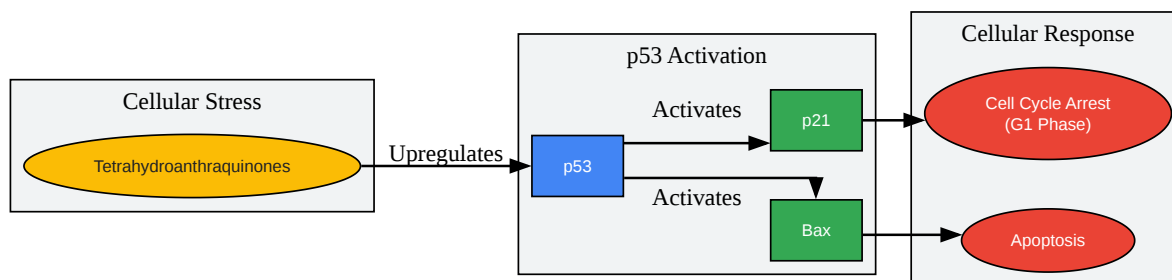 Cellular Stress
Tetrahydroanthraquinones
Upregulates
p53 Activation
p53
Activates
Activates
p21
Bax
Cellular Response
Cell Cycle Arrest
(G1 Phase)
Apoptosis